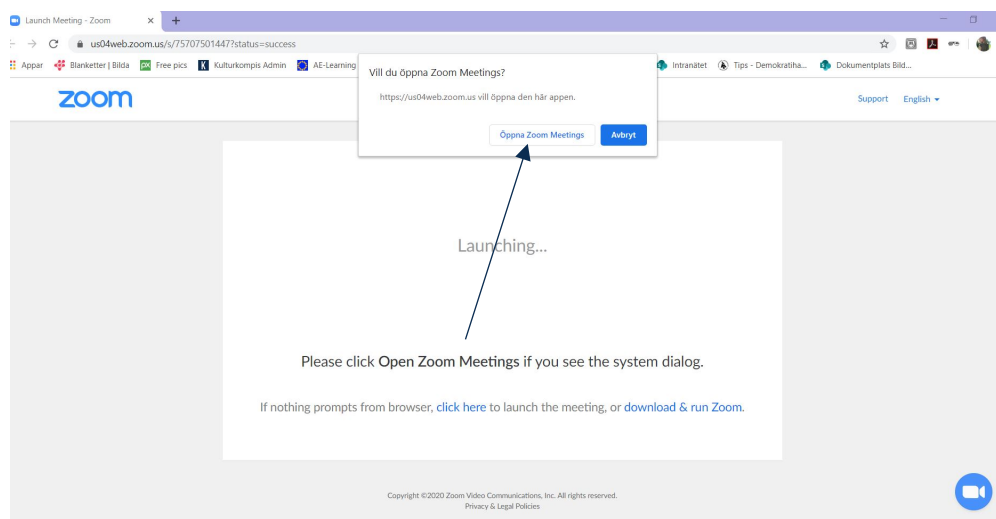 Launch Meeting - Zoom
us04web.zoom.us/s/75707501447?status=success
Appar Blanketter | Bilda Free pics Kulturkompis Admin AE-Learning Intranätet Tips - Demokratiha... Dokumentplats Bild...
Vill du öppna Zoom Meetings?
https://us04web.zoom.us vill öppna den här appen.
Öppna Zoom Meetings Avbryt
zoom
Support English
Launching...
Please click Open Zoom Meetings if you see the system dialog.
If nothing prompts from browser, click here to launch the meeting, or download & run Zoom.
Copyright ©2020 Zoom Video Communications, Inc. All rights reserved.
Privacy & Legal Policies